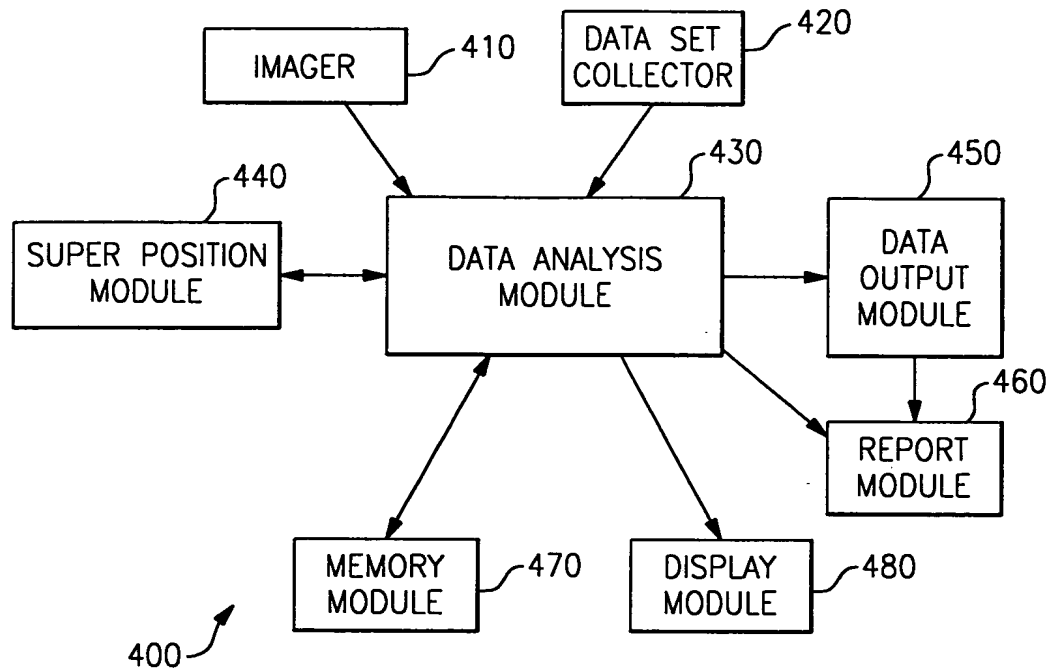 IMAGER
410
DATA SET
COLLECTOR
420
430
440
450
SUPER POSITION
MODULE
DATA ANALYSIS
MODULE
DATA
OUTPUT
MODULE
460
REPORT
MODULE
MEMORY
MODULE
470
DISPLAY
MODULE
480
400